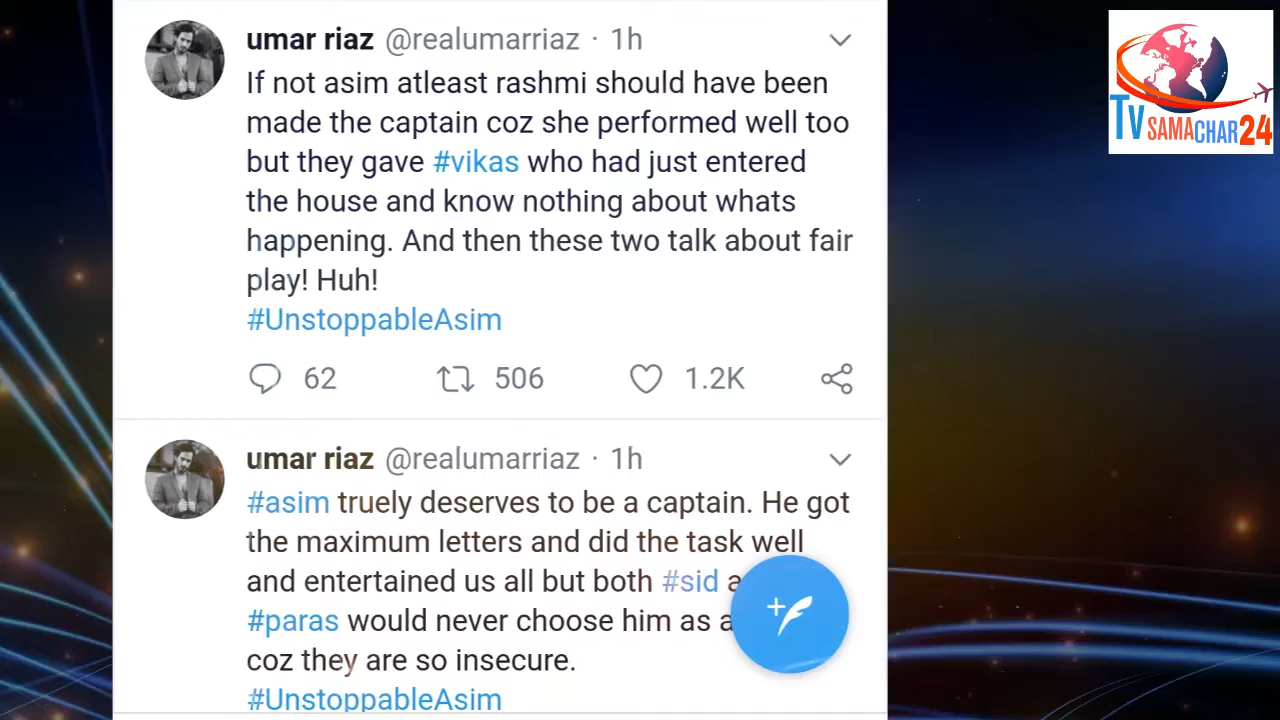 umar riaz @realumarriaz · 1h
If not asim atleast rashmi should have been
made the captain coz she performed well too
but they gave #vikas who had just entered
the house and know nothing about whats
happening. And then these two talk about fair
play! Huh!
#UnstoppableAsim
62 506 1.2K
umar riaz @realumarriaz · 1h
#asim truely deserves to be a captain. He got
the maximum letters and did the task well
and entertained us all but both #sid
#paras would never choose him as
coz they are so insecure.
#UnstoppableAsim
TV SAMACHAR24